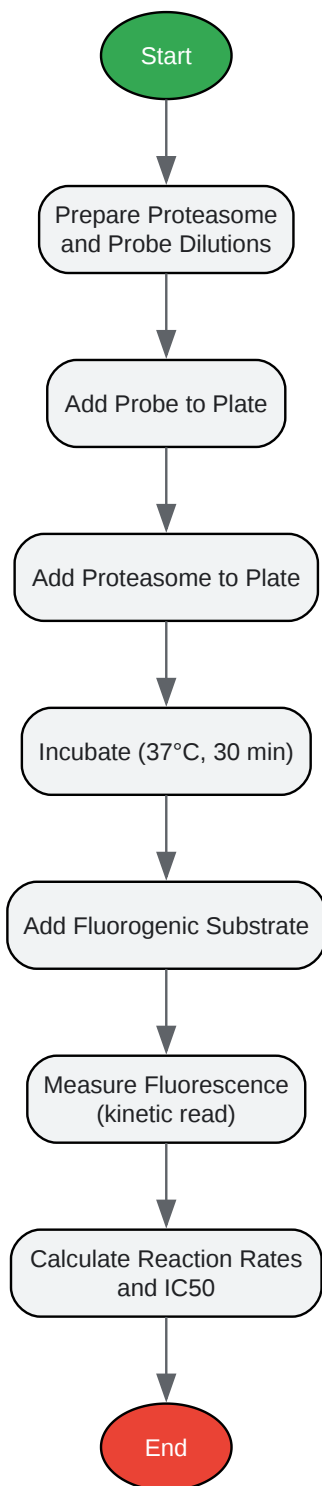 Start
Prepare Proteasome
and Probe Dilutions
Add Probe to Plate
Add Proteasome to Plate
Incubate (37°C, 30 min)
Add Fluorogenic Substrate
Measure Fluorescence
(kinetic read)
Calculate Reaction Rates
and IC50
End